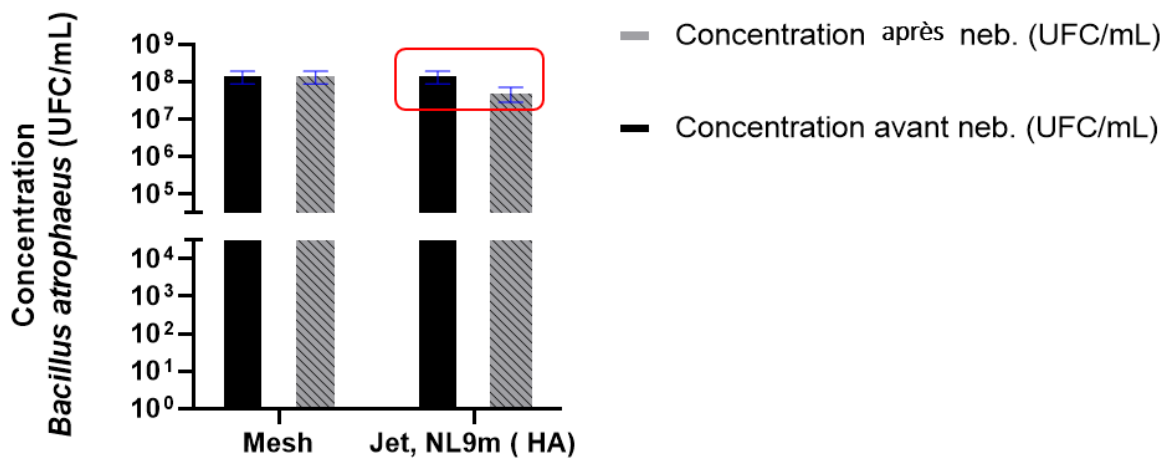 Concentration
Bacillus atrophaeus (UFC/mL)
10⁹
10⁸
10⁷
10⁶
10⁵
10⁴
10³
10²
10¹
10⁰
Mesh
Jet, NL9m ( HA)
Concentration après neb. (UFC/mL)
Concentration avant neb. (UFC/mL)